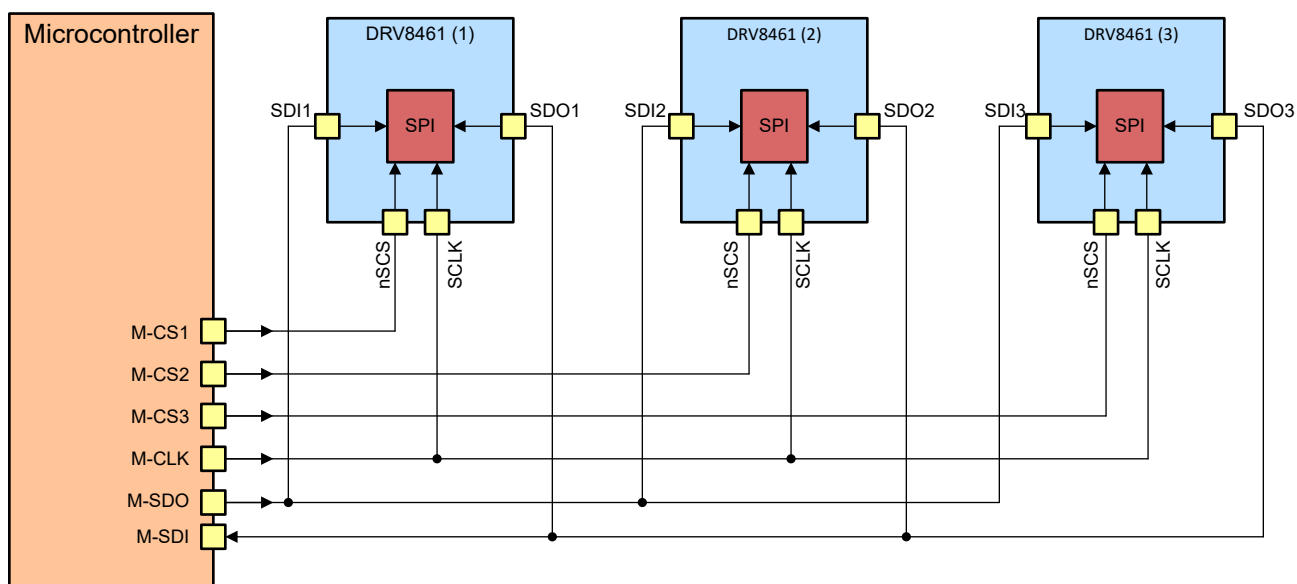 Microcontroller
DRV8461 (1)
DRV8461 (2)
DRV8461 (3)
SDI1
SPI
SDO1
SDI2
SPI
SDO2
SDI3
SPI
SDO3
nSCS
SCLK
nSCS
SCLK
nSCS
SCLK
M-CS1
M-CS2
M-CS3
M-CLK
M-SDO
M-SDI